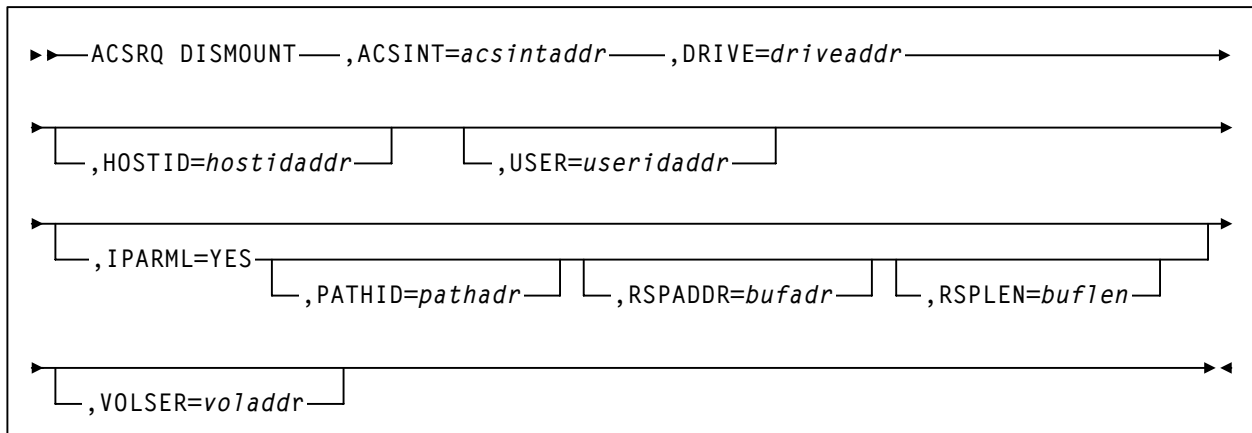 ACSRQ DISMOUNT ,ACSINT=acsintaddr ,DRIVE=driveaddr
,HOSTID=hostidaddr ,USER=useridaddr
,IPARML=YES
,PATHID=pathadr ,RSPADDR=bufadr ,RSPLEN=buflen
,VOLSER=voladdr